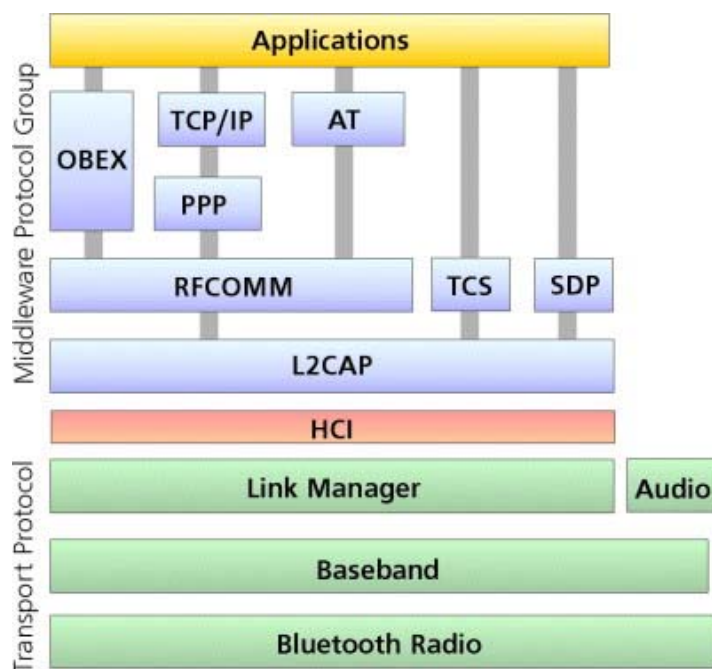 Applications
Middleware Protocol Group
OBEX
TCP/IP
AT
PPP
RFCOMM
TCS
SDP
L2CAP
HCI
Transport Protocol
Link Manager
Audio
Baseband
Bluetooth Radio